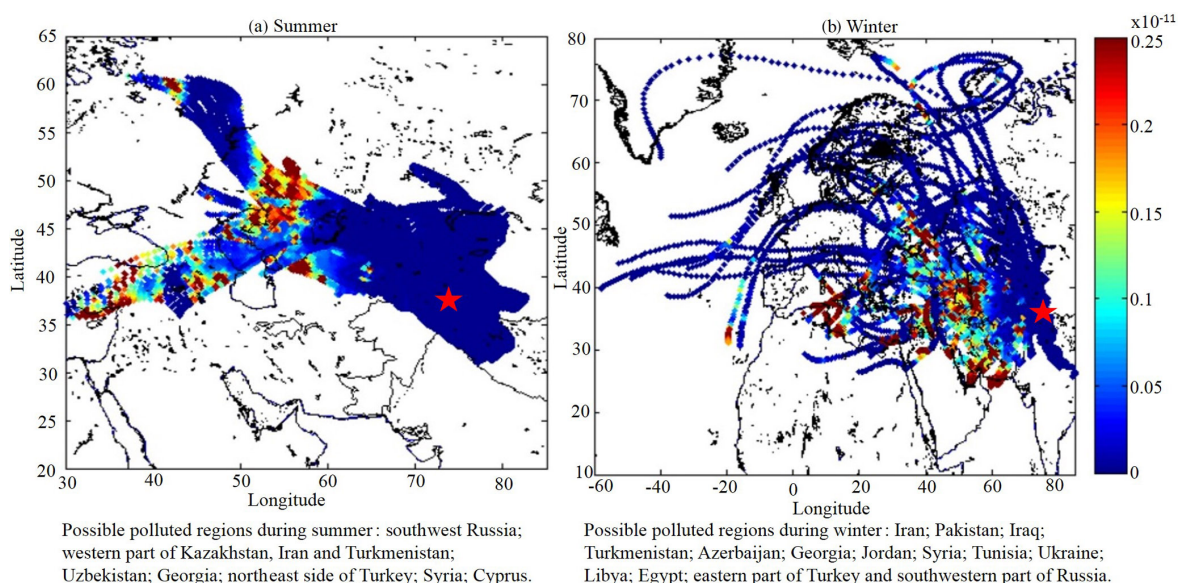 (a) Summer
65
60
55
50
45
40
35
30
25
20
Latitude
30 40 50 60 70 80
Longitude
(b) Winter
80
70
60
50
40
30
20
10
Latitude
-60 -40 -20 0 20 40 60 80
Longitude
x10-11
0.25
0.2
0.15
0.11
0.05
0
Possible polluted regions during summer: southwest Russia;
western part of Kazakhstan, Iran and Turkmenistan;
Uzbekistan; Georgia; northeast side of Turkey; Syria; Cyprus.
Possible polluted regions during winter: Iran; Pakistan; Iraq;
Turkmenistan; Azerbaijan; Georgia; Jordan; Syria; Tunisia; Ukraine;
Libya; Egypt; eastern part of Turkey and southwestern part of Russia.